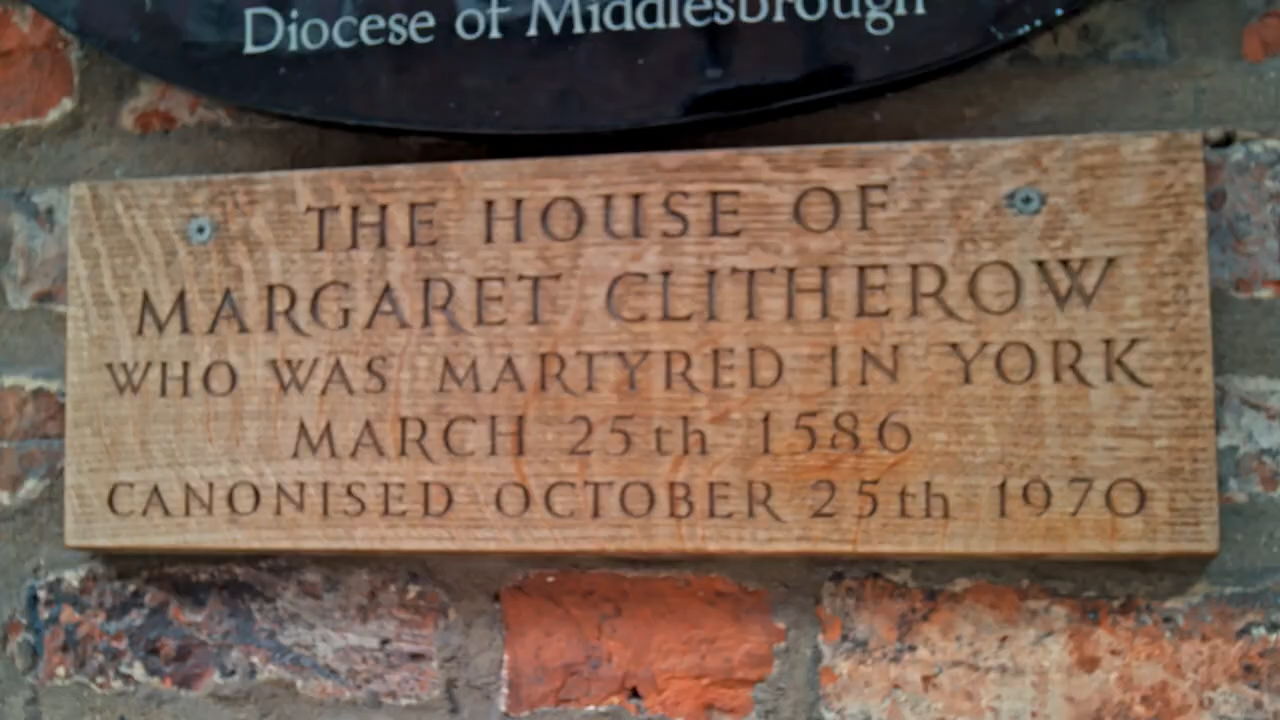 Diocese of Middlesbrough
THE HOUSE OF
MARGARET CLITHEROW
WHO WAS MARTYRED IN YORK
MARCH 25th 1586
CANONISED OCTOBER 25th 1970